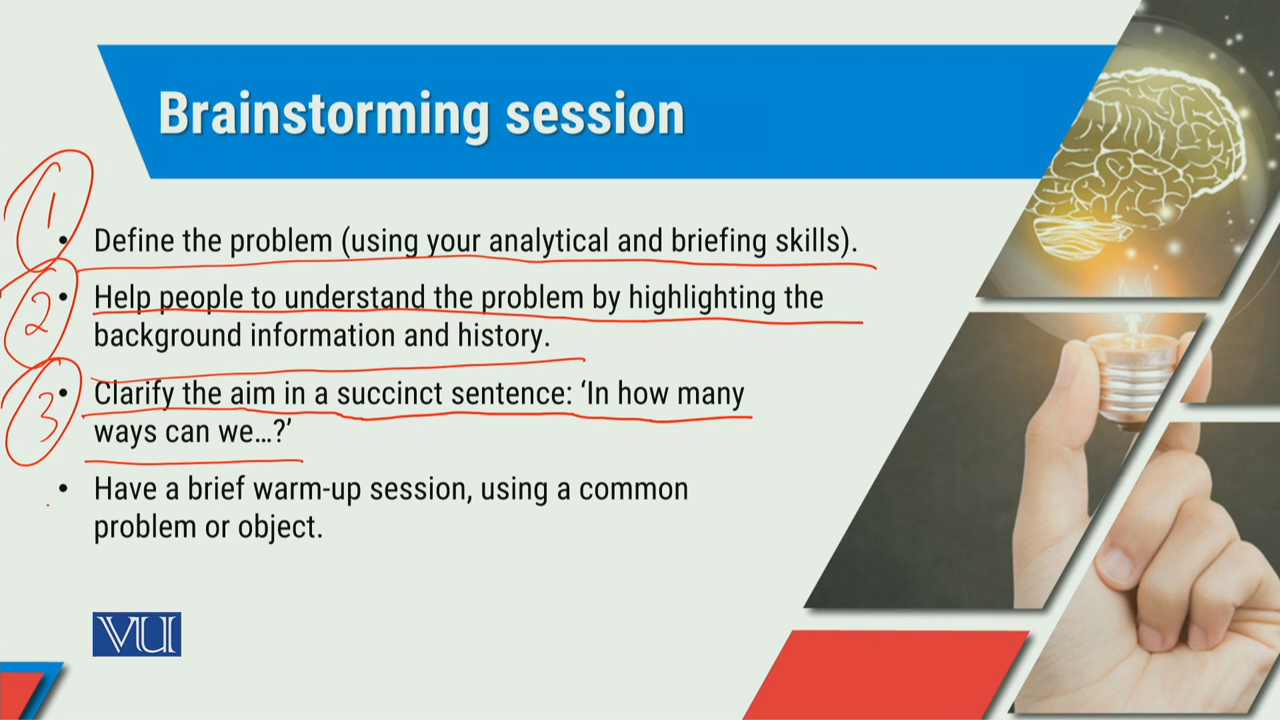 Brainstorming session
1
• Define the problem (using your analytical and briefing skills).
2
• Help people to understand the problem by highlighting the
background information and history.
3
• Clarify the aim in a succinct sentence: ‘In how many
ways can we…?’
• Have a brief warm-up session, using a common
problem or object.
VU